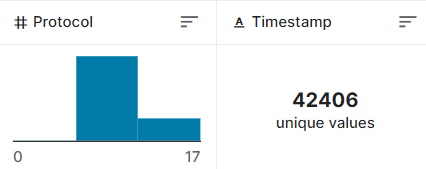 # Protocol
A Timestamp
42406
unique values
0 17